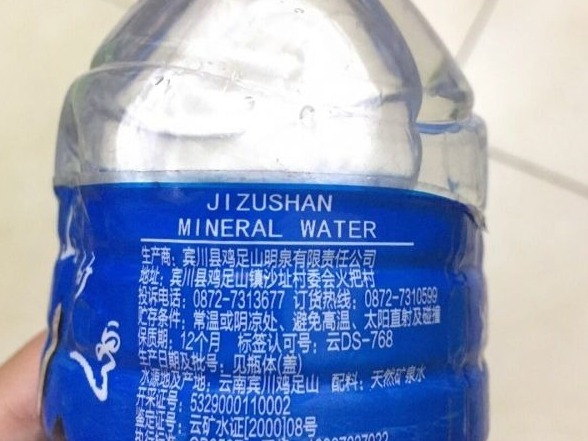 JIZUSHAN
MINERAL WATER
生产商：宾川县鸡足山明泉有限责任公司
地址：宾川县鸡足山镇沙址村委会火把村
投诉电话：0872-7313677 订货热线：0872-7310599
贮存条件：常温或阴凉处、避免高温、太阳直射及碰撞
保质期：12个月 标签认可号：云DS-768
生产日期及批号：见瓶体(盖)
水源地及产地：云南宾川鸡足山 配料：天然矿泉水
开采证号：5329000110002
鉴定证号：云矿水证[2000]08号